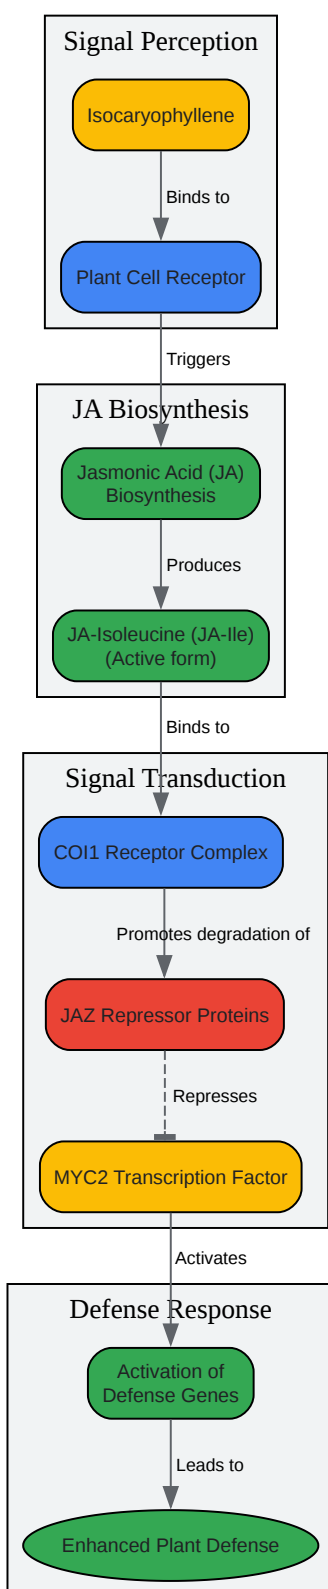 Signal Perception
Isocaryophyllene
Binds to
Plant Cell Receptor
Triggers
JA Biosynthesis
Jasmonic Acid (JA)
Biosynthesis
Produces
JA-Isoleucine (JA-Ile)
(Active form)
Binds to
Signal Transduction
COI1 Receptor Complex
Promotes degradation of
JAZ Repressor Proteins
Represses
MYC2 Transcription Factor
Activates
Defense Response
Activation of
Defense Genes
Leads to
Enhanced Plant Defense